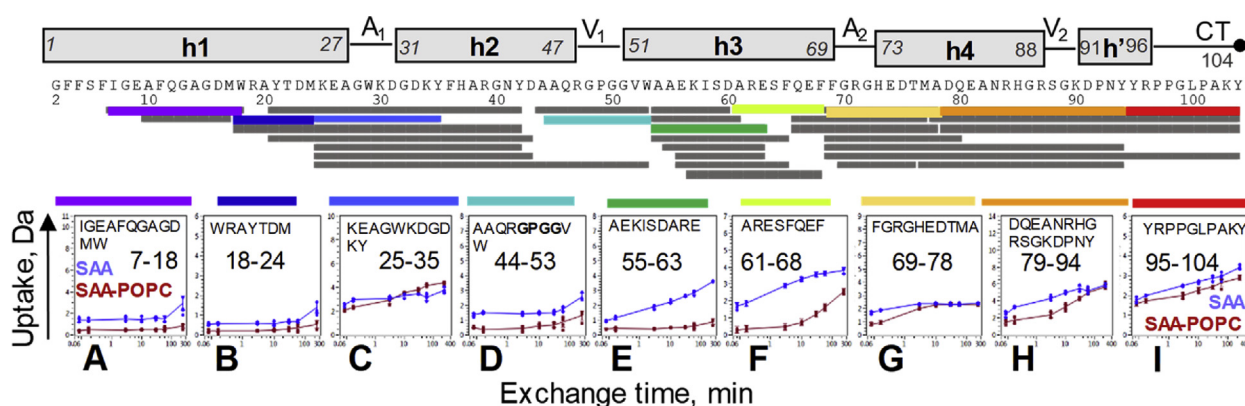 1 h1 27 A1 31 h2 47 V1 51 h3 69 A2 73 h4 88 V2 91 h' 96 CT 104
GFFSFIGEAFQGAGDMWRAYTDMKEAGWKDGDKYFHARGNYDAAQRGPGGVWAAEKISDARESFQEFFGRGHEDTMADQEANRHGRSGKDPNYYRPPGLPAKY
2 10 20 30 40 50 60 70 80 90 100
Uptake, Da
IGEAFQGAGD
MW
7-18
SAA
SAA-POPC
A
WRAYTDM
18-24
B
KEAGWKDGD
KY
25-35
C
AAQRGPGGV
W
44-53
D
AEKISDARE
55-63
E
ARESFQEF
61-68
F
FGRGHEDTMA
69-78
G
DQEANRHG
RSGKDPNY
79-94
H
YRPPGLPAKY
95-104
SAA
SAA-POPC
I
Exchange time, min